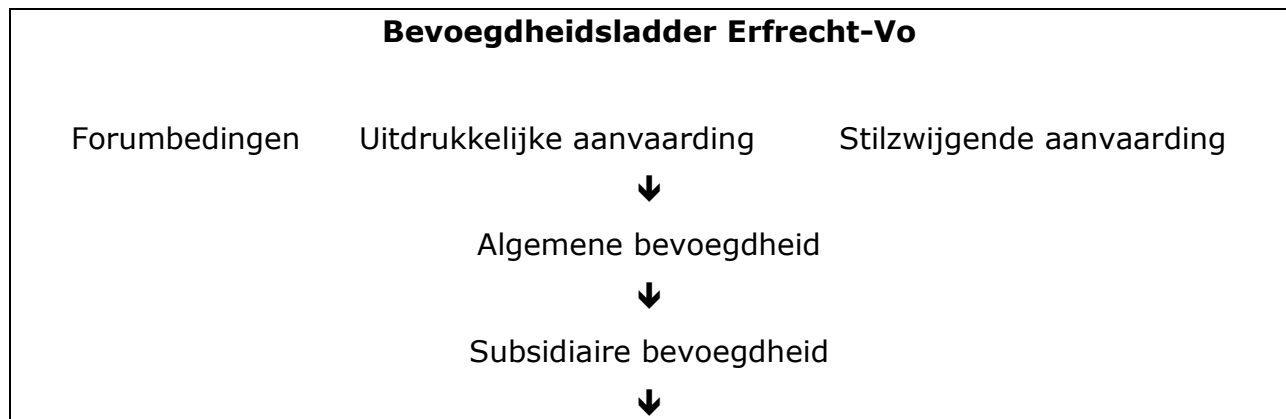 Bevoegdheidsladder Erfrecht-Vo
Forumbedingen Uitdrukkelijke aanvaarding Stilzwijgende aanvaarding
🡻
Algemene bevoegdheid
🡻
Subsidiaire bevoegdheid
🡻